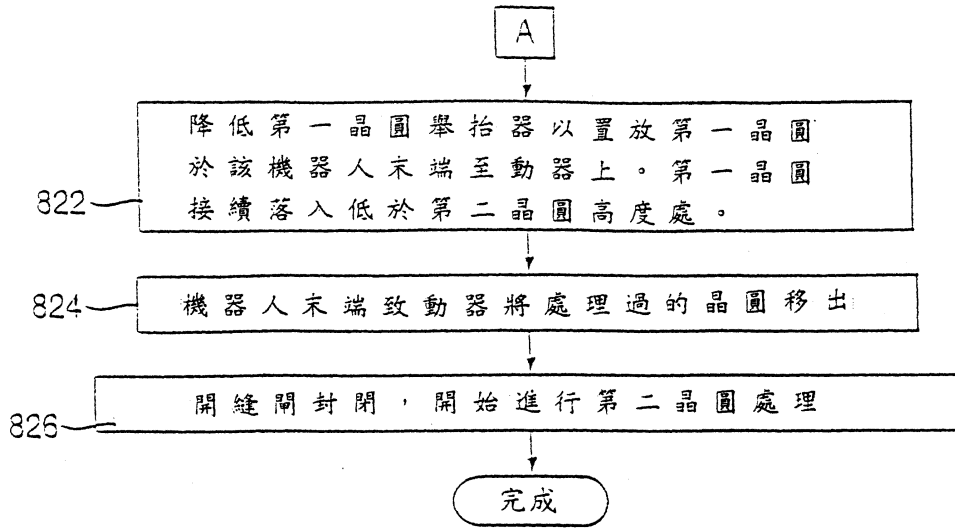 A
降低第一晶圓舉抬器以置放第一晶圓
於該機器人末端至動器上。第一晶圓
822
接續落入低於第二晶圓高度處。
824
機器人末端致動器將處理過的晶圓移出
開縫閘封閉，開始進行第二晶圓處理
826
完成